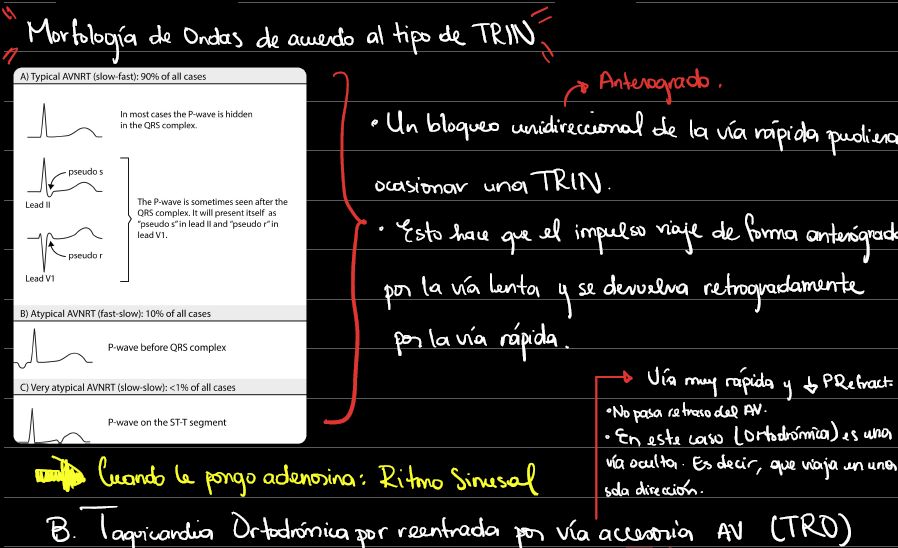 Morfología de Ondas de acuerdo al tipo de TRIN
A) Typical AVNRT (slow-fast): 90% of all cases
In most cases the P-wave is hidden
in the QRS complex.
pseudo s
Lead II
The P-wave is sometimes seen after the
QRS complex. It will present itself as
"pseudo s" in lead II and "pseudo r" in
lead V1.
pseudo r
Lead V1
B) Atypical AVNRT (fast-slow): 10% of all cases
P-wave before QRS complex
C) Very atypical AVNRT (slow-slow): <1% of all cases
P-wave on the ST-T segment
Anterogrado.
• Un bloqueo unidireccional de la vía rápida pudiera
ocasionar una TRIN.
• Esto hace que el impulso viaje de forma anterógrad
por la vía lenta y se devuelva retrogradamente
por la vía rápida.
Vía muy rápida y ↓ PRefract.
• No pasa retraso del AV.
• En este caso (Ortodrómica) es una
vía oculta. Es decir, que viaja en una
sola dirección.
Cuando le pongo adenosina: Ritmo Sinusal
B. Taquicardia Ortodrómica por reentrada por vía accesoria AV (TRO)